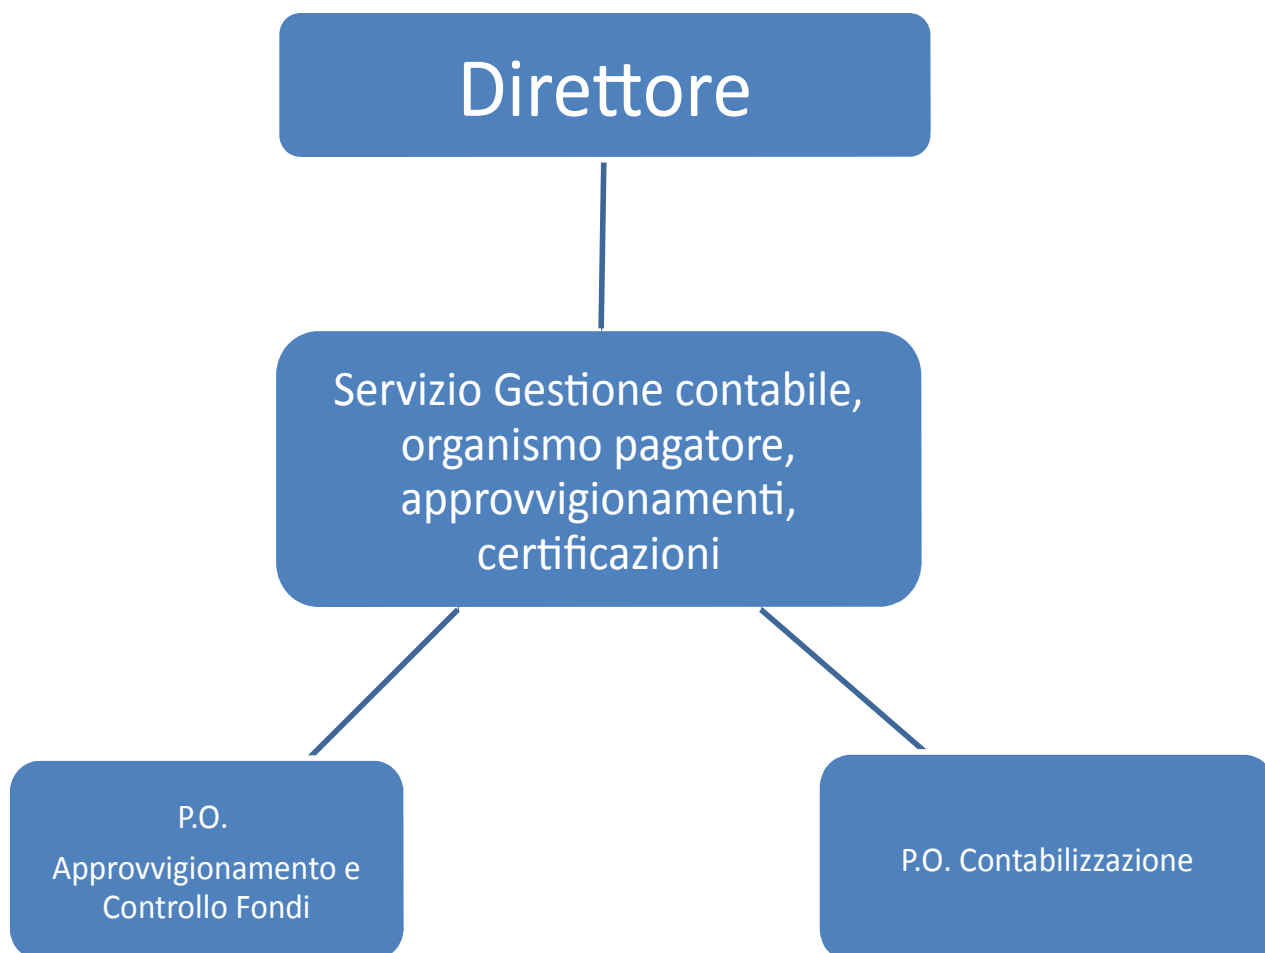 Direttore
Servizio Gestione contabile,
organismo pagatore,
approvvigionamenti,
certificazioni
P.O.
Approvvigionamento e
Controllo Fondi
P.O. Contabilizzazione